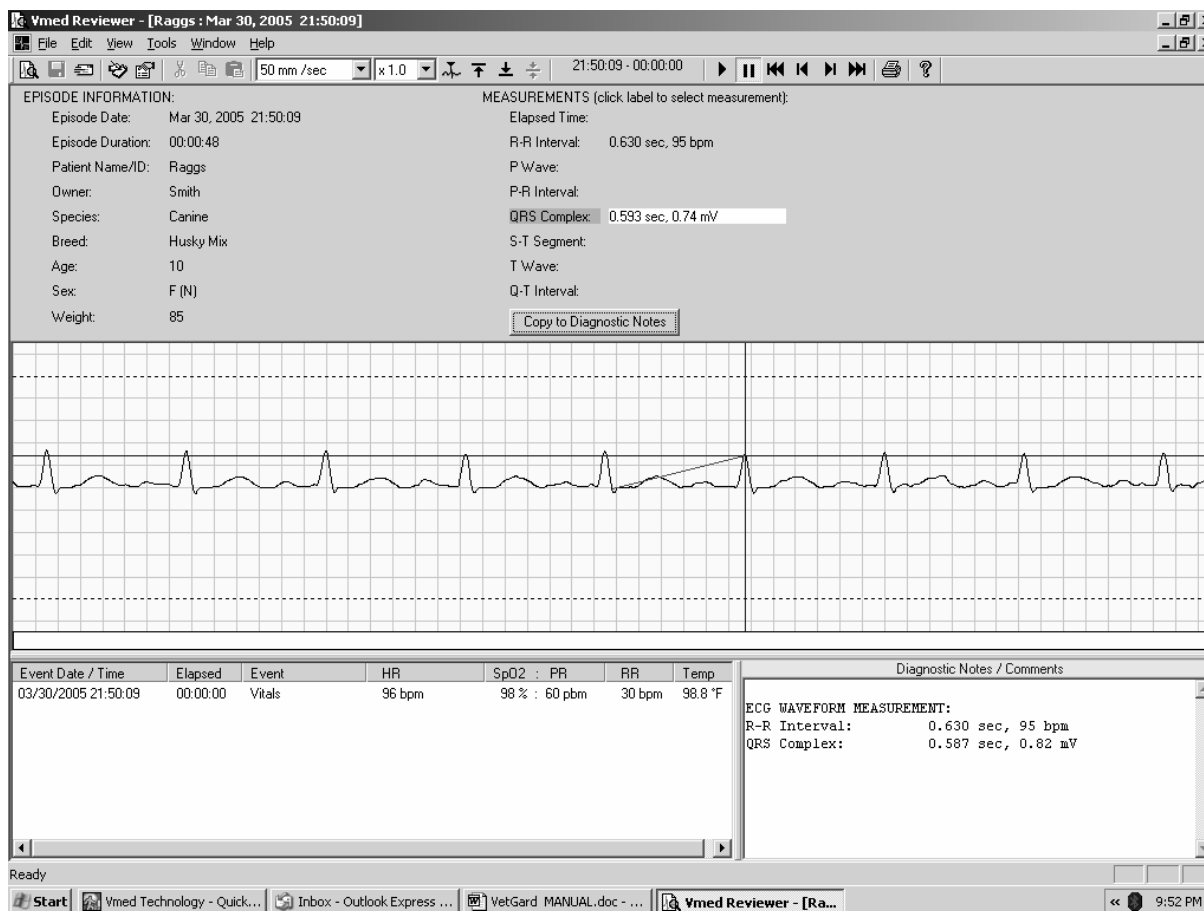 Vmed Reviewer - [Raggs : Mar 30, 2005 21:50:09]
File Edit View Tools Window Help
50 mm /sec x 1.0 21:50:09 - 00:00:00
EPISODE INFORMATION:
Episode Date: Mar 30, 2005 21:50:09
Episode Duration: 00:00:48
Patient Name/ID: Raggs
Owner: Smith
Species: Canine
Breed: Husky Mix
Age: 10
Sex: F (N)
Weight: 85
MEASUREMENTS (click label to select measurement):
Elapsed Time:
R-R Interval: 0.630 sec, 95 bpm
P Wave:
P-R Interval:
QRS Complex: 0.593 sec, 0.74 mV
S-T Segment:
T Wave:
Q-T Interval:
Copy to Diagnostic Notes
Event Date / Time Elapsed Event HR SpO2 : PR RR Temp
03/30/2005 21:50:09 00:00:00 Vitals 96 bpm 98 % : 60 pbm 30 bpm 98.8 °F
Diagnostic Notes / Comments
ECG WAVEFORM MEASUREMENT:
R-R Interval: 0.630 sec, 95 bpm
QRS Complex: 0.587 sec, 0.82 mV
Ready
Start Vmed Technology - Quick... Inbox - Outlook Express ... VetGard MANUAL.doc - ... Vmed Reviewer - [Ra... « 9:52 PM